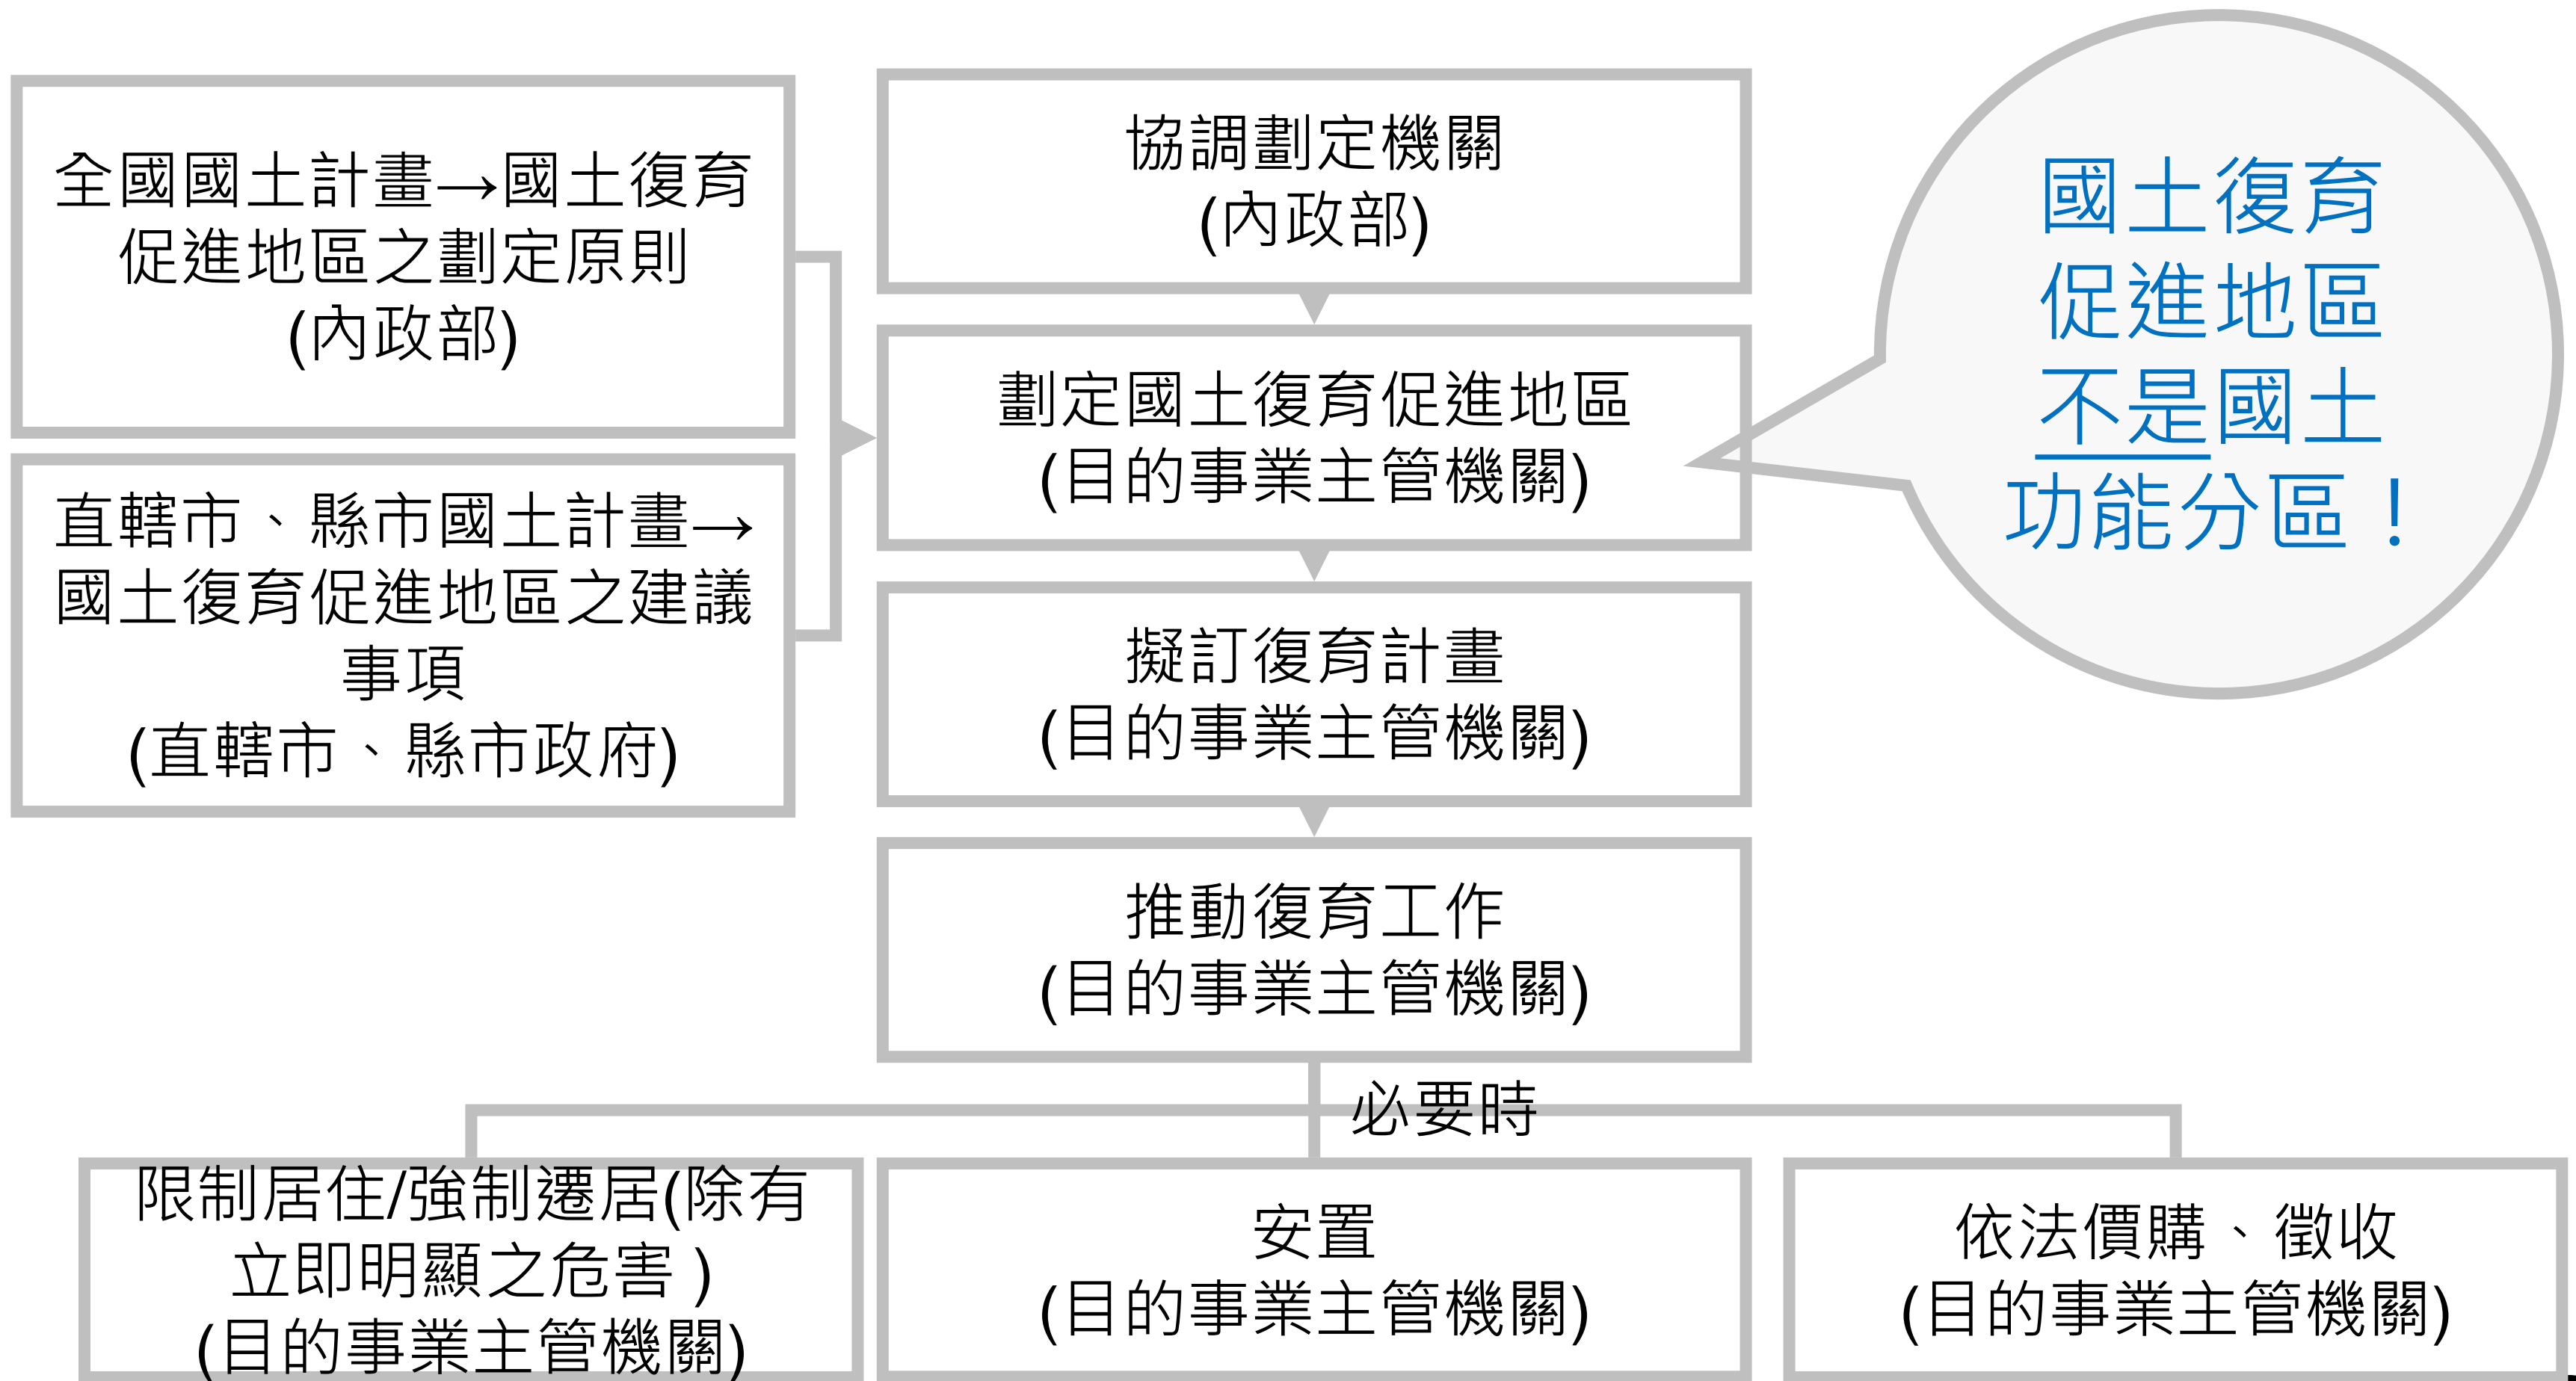 全國國土計畫→國土復育
促進地區之劃定原則
(內政部)
直轄市、縣市國土計畫→
國土復育促進地區之建議
事項
(直轄市、縣市政府)
協調劃定機關
(內政部)
劃定國土復育促進地區
(目的事業主管機關)
國土復育
促進地區
不是國土
功能分區！
擬訂復育計畫
(目的事業主管機關)
推動復育工作
(目的事業主管機關)
必要時
限制居住/強制遷居(除有
立即明顯之危害 )
(目的事業主管機關)
安置
(目的事業主管機關)
依法價購、徵收
(目的事業主管機關)